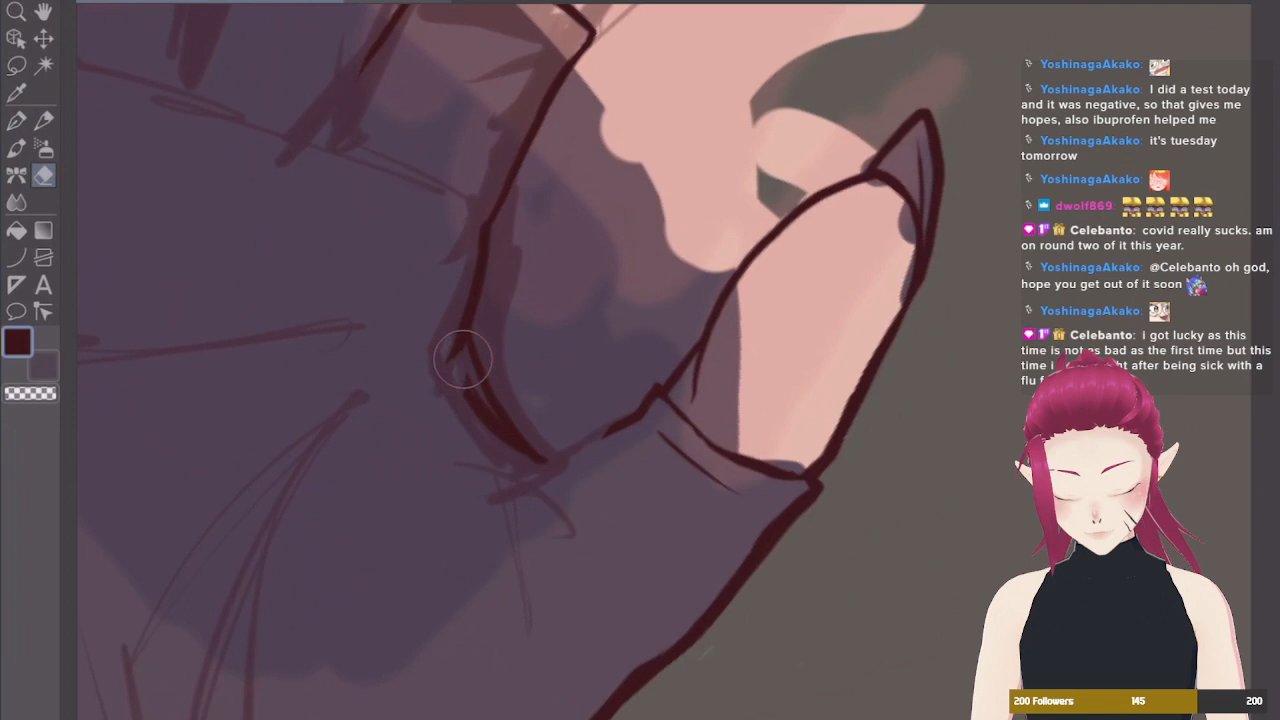 YoshinagaAkako:
YoshinagaAkako: I did a test today
and it was negative, so that gives me
hopes, also ibuprofen helped me
YoshinagaAkako: it's tuesday
tomorrow
YoshinagaAkako:
dwolf869:
Celebanto: covid really sucks. am
on round two of it this year.
YoshinagaAkako: @Celebanto oh god,
hope you get out of it soon
YoshinagaAkako:
Celebanto: i got lucky as this
time is not as bad as the first time but this
time i ht after being sick with a
flu
200 Followers 145 200